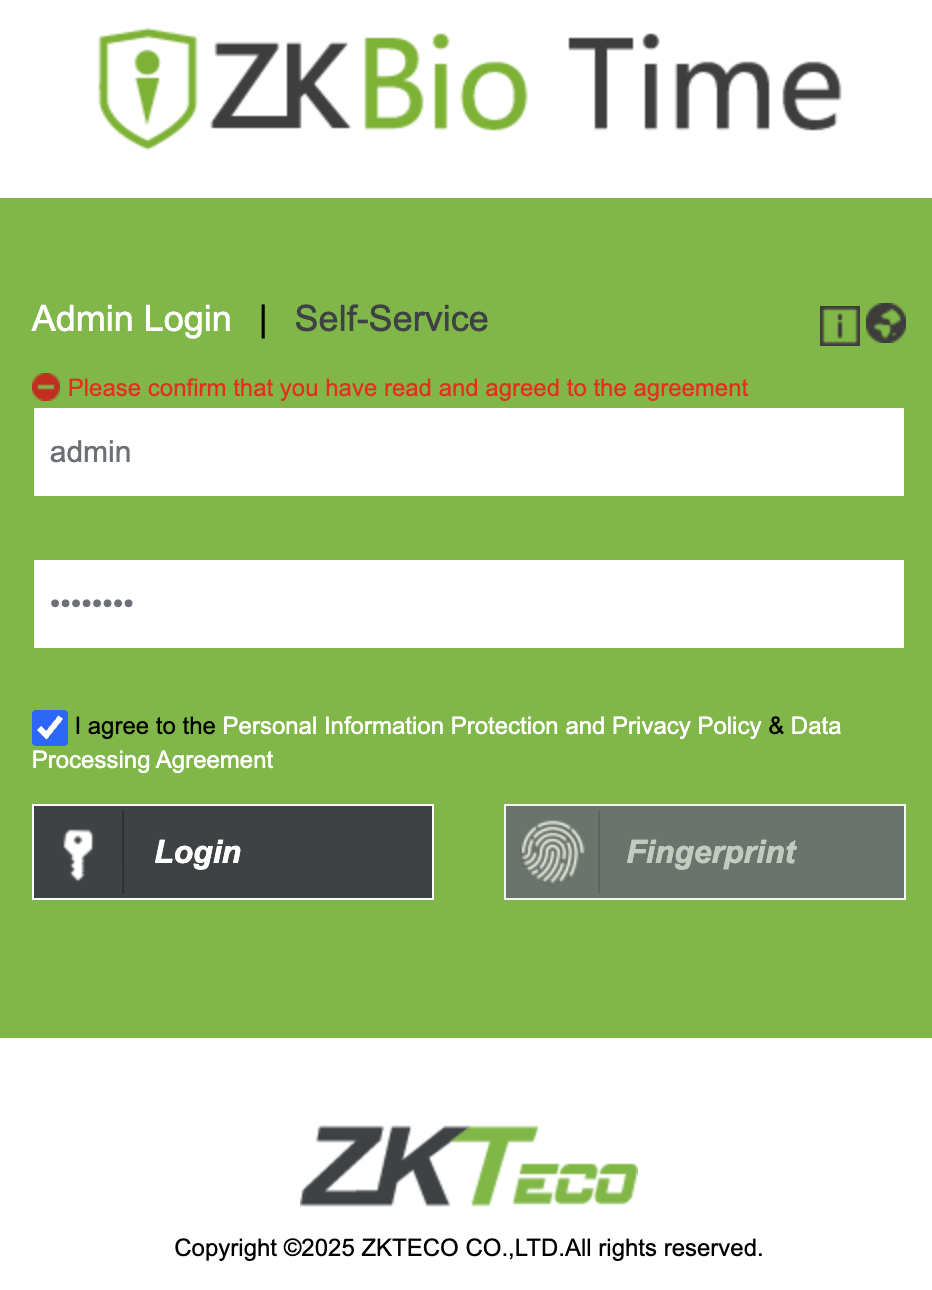 ZKBio Time
Admin Login | Self-Service
Please confirm that you have read and agreed to the agreement
admin
••••••••
I agree to the Personal Information Protection and Privacy Policy & Data
Processing Agreement
Login
Fingerprint
ZKTECO
Copyright ©2025 ZKTECO CO.,LTD.All rights reserved.